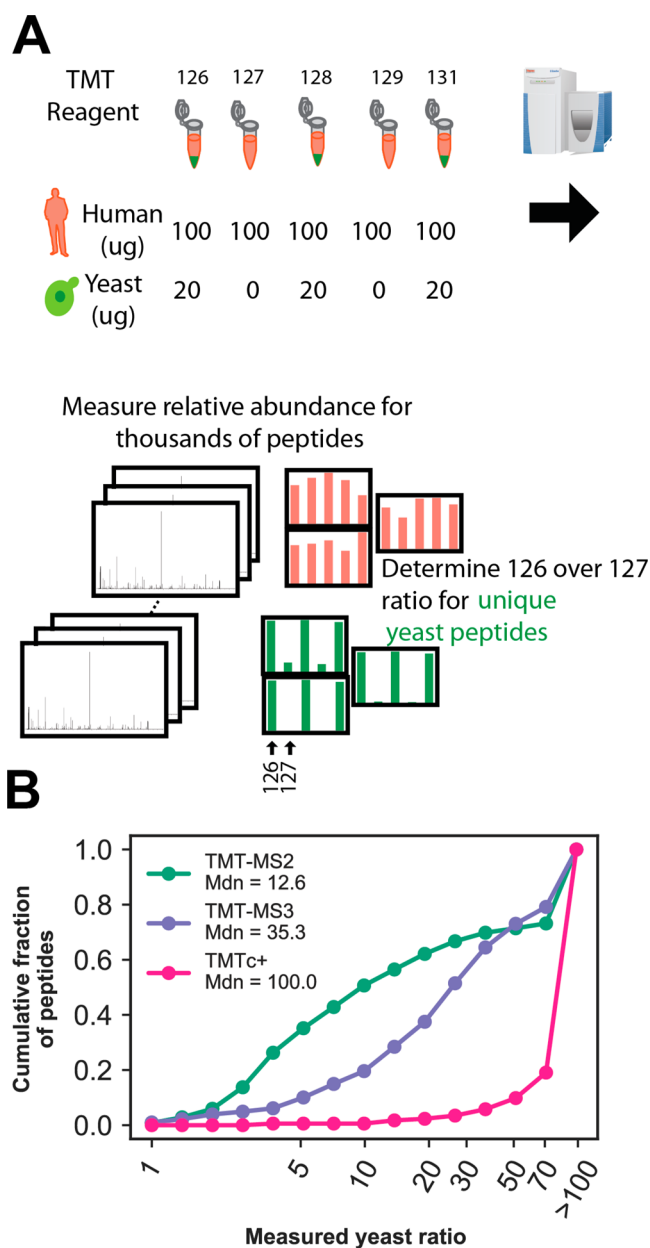 A
TMT
Reagent
126 127 128 129 131
Human
(ug)
100 100 100 100 100
Yeast
(ug)
20 0 20 0 20
Measure relative abundance for
thousands of peptides
Determine 126 over 127
ratio for unique
yeast peptides
126
127
B
Cumulative fraction
of peptides
1.0
0.8
0.6
0.4
0.2
0.0
TMT-MS2
Mdn = 12.6
TMT-MS3
Mdn = 35.3
TMTc+
Mdn = 100.0
1 5 10 20 30 50 70 >100
Measured yeast ratio